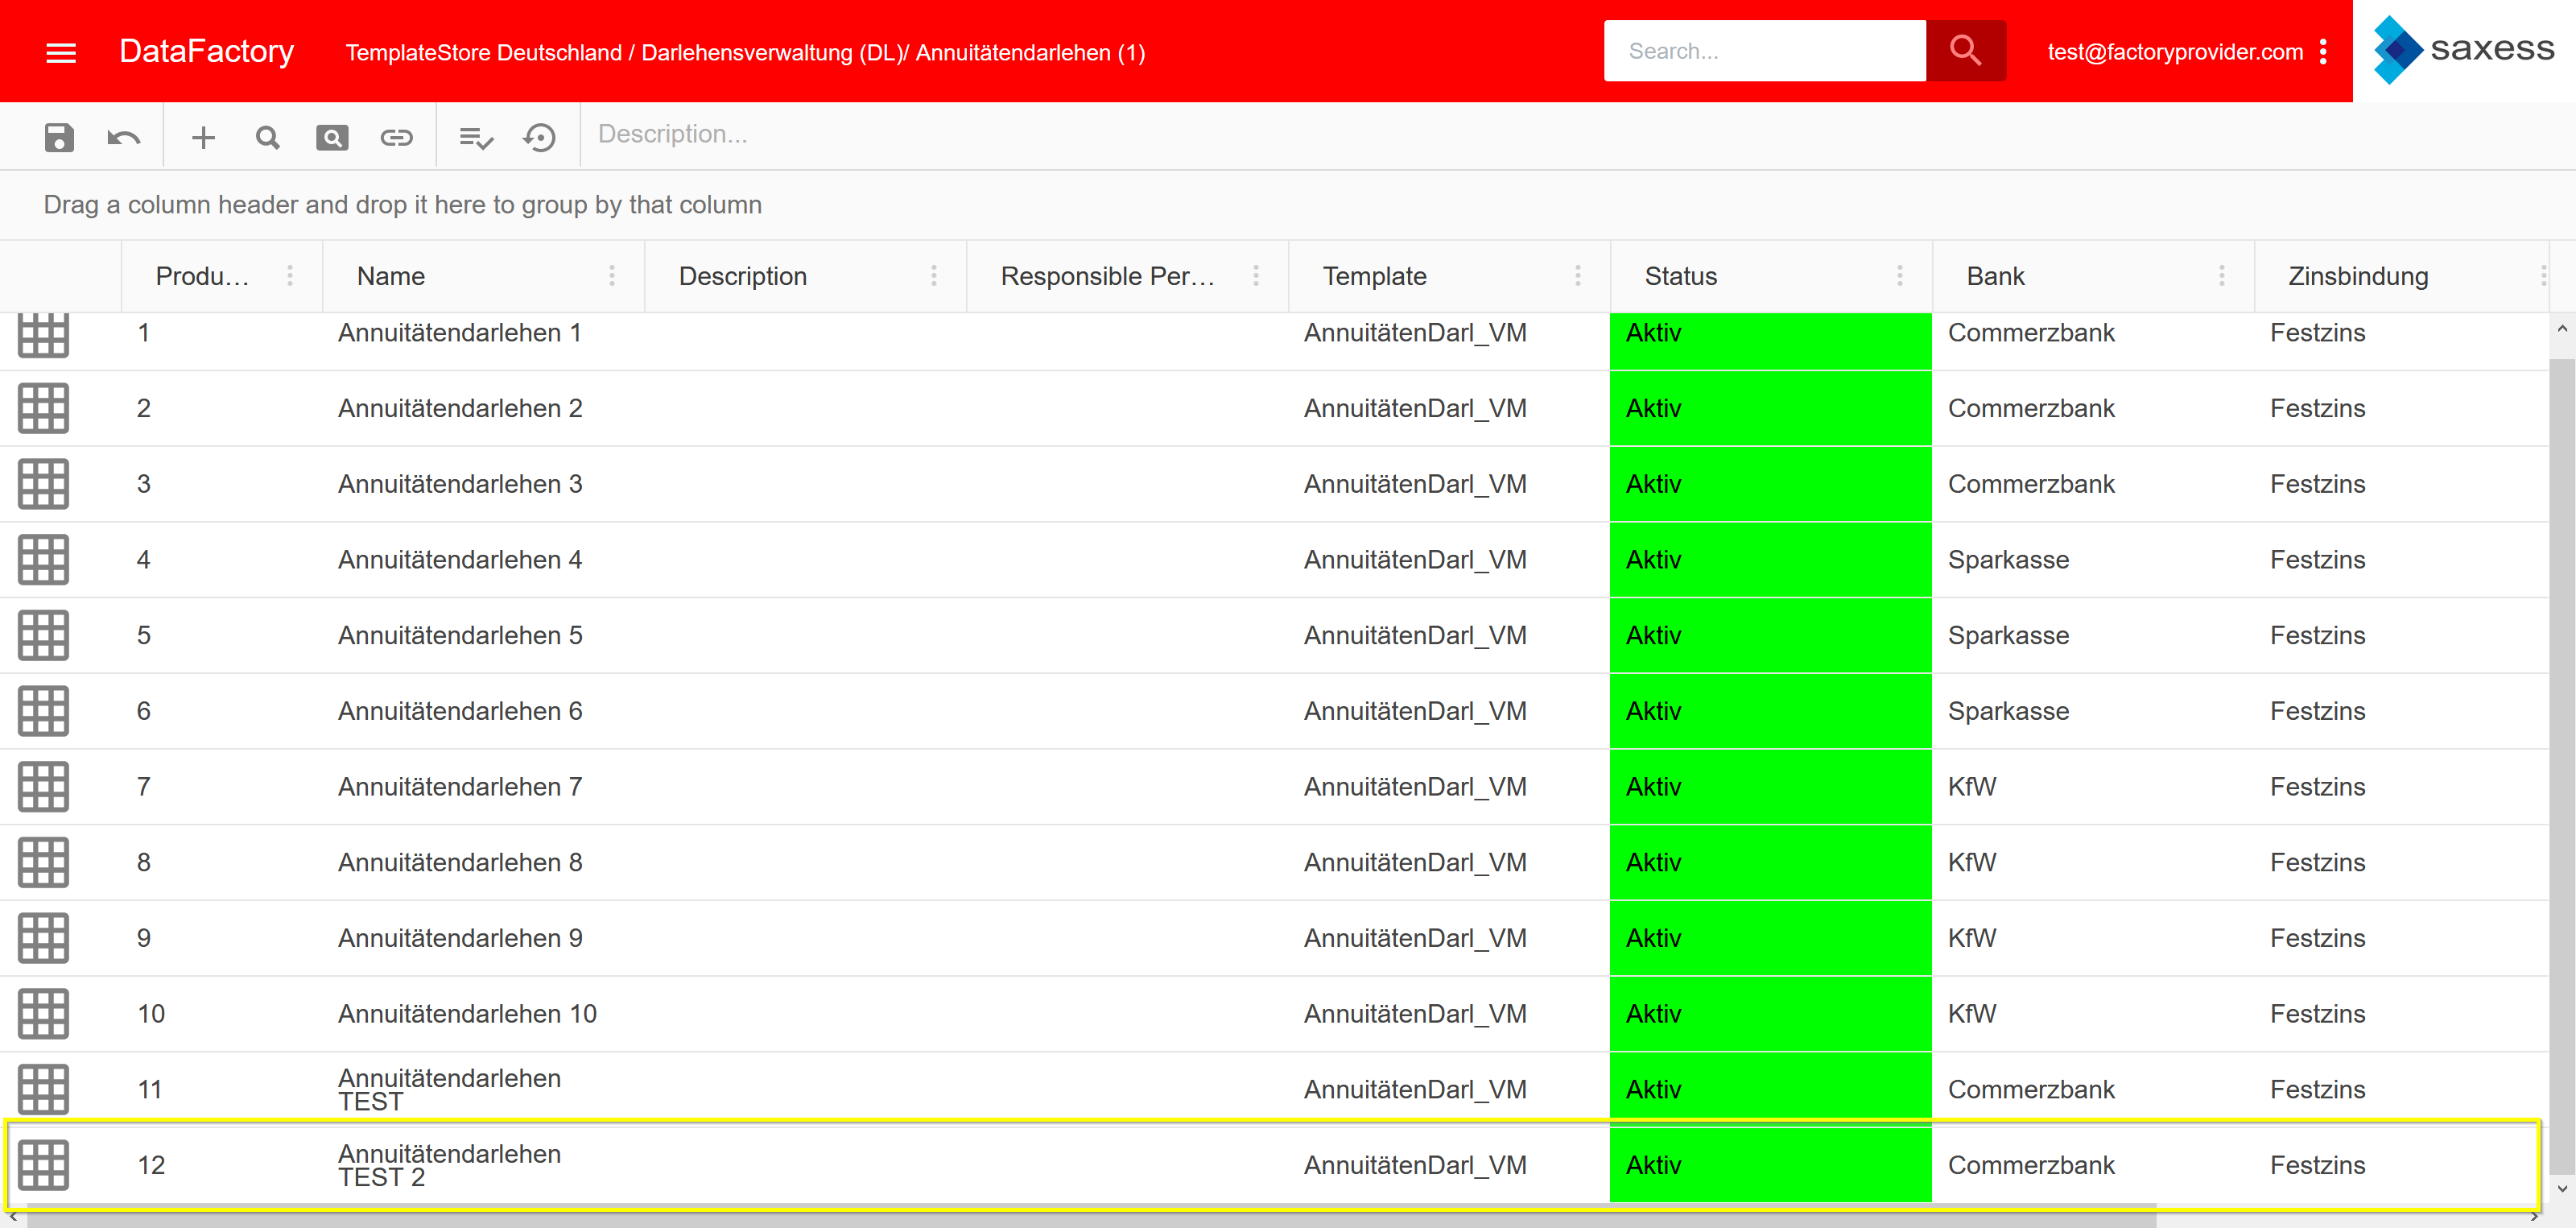 DataFactory TemplateStore Deutschland / Darlehensverwaltung (DL)/ Annuitätendarlehen (1) Search... test@factoryprovider.com saxess
Description...
Drag a column header and drop it here to group by that column
Produ... Name Description Responsible Per... Template Status Bank Zinsbindung
1 Annuitätendarlehen 1 AnnuitätenDarl_VM Aktiv Commerzbank Festzins
2 Annuitätendarlehen 2 AnnuitätenDarl_VM Aktiv Commerzbank Festzins
3 Annuitätendarlehen 3 AnnuitätenDarl_VM Aktiv Commerzbank Festzins
4 Annuitätendarlehen 4 AnnuitätenDarl_VM Aktiv Sparkasse Festzins
5 Annuitätendarlehen 5 AnnuitätenDarl_VM Aktiv Sparkasse Festzins
6 Annuitätendarlehen 6 AnnuitätenDarl_VM Aktiv Sparkasse Festzins
7 Annuitätendarlehen 7 AnnuitätenDarl_VM Aktiv KfW Festzins
8 Annuitätendarlehen 8 AnnuitätenDarl_VM Aktiv KfW Festzins
9 Annuitätendarlehen 9 AnnuitätenDarl_VM Aktiv KfW Festzins
10 Annuitätendarlehen 10 AnnuitätenDarl_VM Aktiv KfW Festzins
11 Annuitätendarlehen TEST AnnuitätenDarl_VM Aktiv Commerzbank Festzins
12 Annuitätendarlehen TEST 2 AnnuitätenDarl_VM Aktiv Commerzbank Festzins